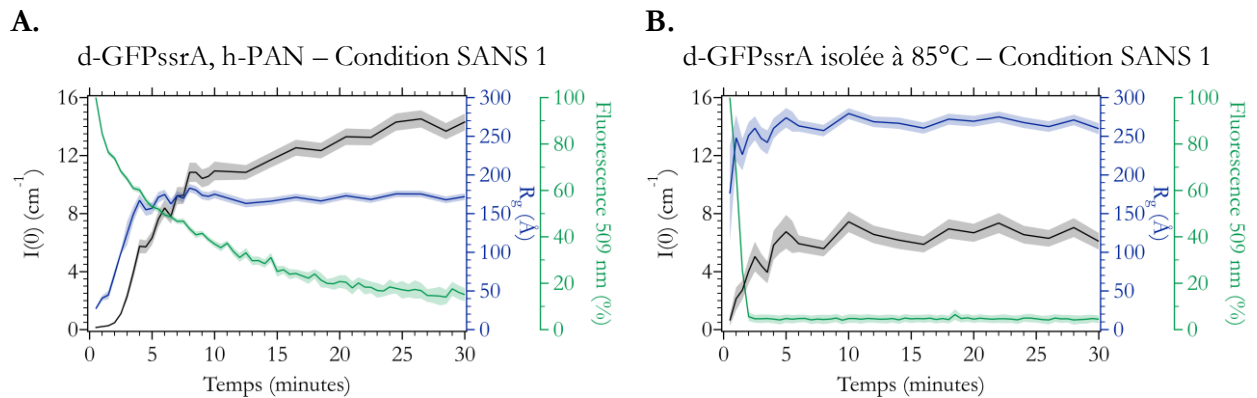 A.
d-GFPssrA, h-PAN – Condition SANS 1
16
12
8
4
0
I(0) (cm⁻¹)
300
250
200
150
100
50
0
Rg (Å)
100
80
60
40
20
0
Fluorescence 509 nm (%)
0 5 10 15 20 25 30
Temps (minutes)
B.
d-GFPssrA isolée à 85°C – Condition SANS 1
16
12
8
4
0
I(0) (cm⁻¹)
300
250
200
150
100
50
0
Rg (Å)
100
80
60
40
20
0
Fluorescence 509 nm (%)
0 5 10 15 20 25 30
Temps (minutes)